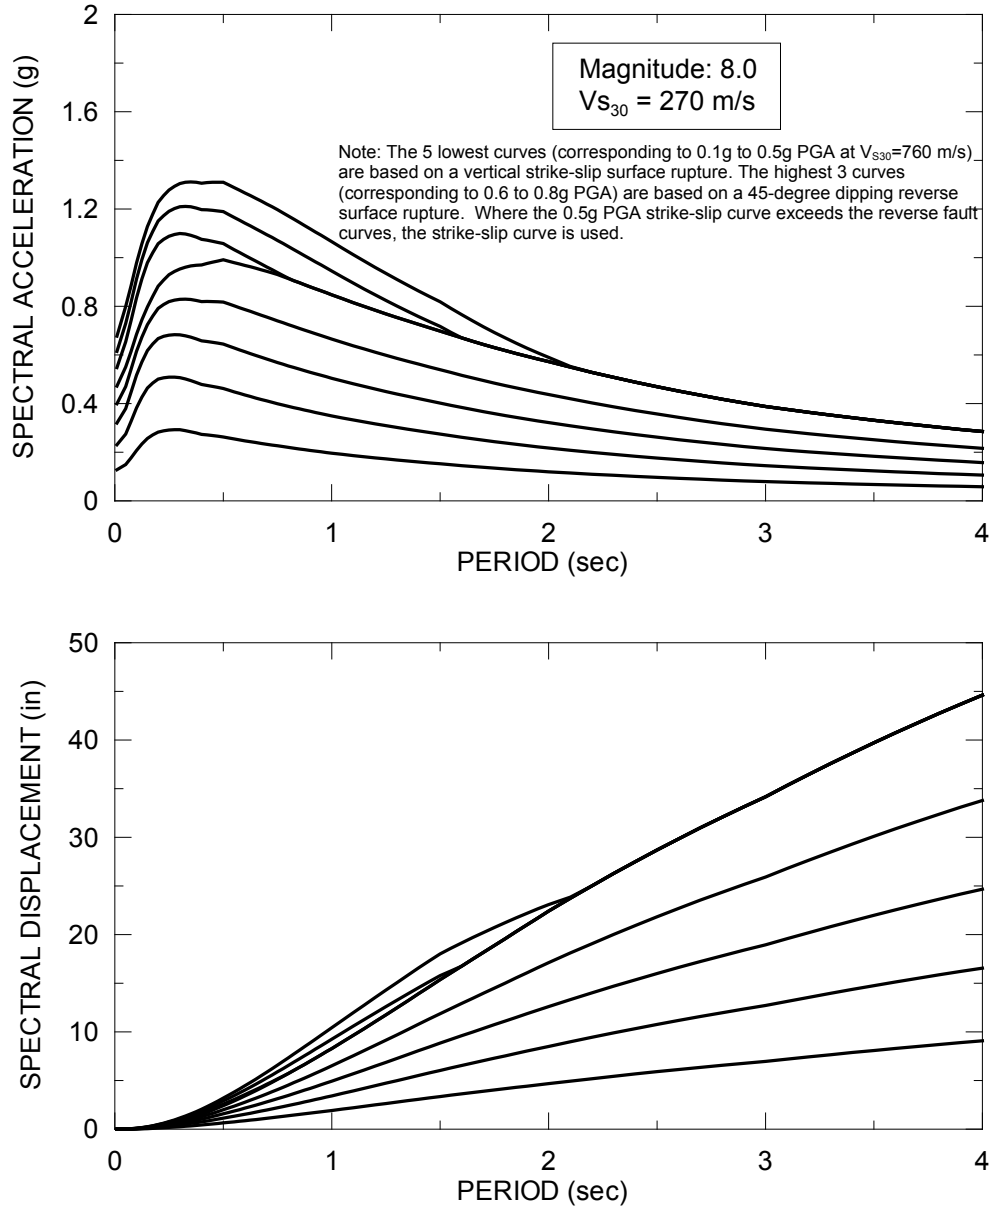 2
1.6
1.2
0.8
0.4
0
SPECTRAL ACCELERATION (g)
Magnitude: 8.0
Vs30 = 270 m/s
Note: The 5 lowest curves (corresponding to 0.1g to 0.5g PGA at VS30=760 m/s)
are based on a vertical strike-slip surface rupture. The highest 3 curves
(corresponding to 0.6 to 0.8g PGA) are based on a 45-degree dipping reverse
surface rupture.  Where the 0.5g PGA strike-slip curve exceeds the reverse fault
curves, the strike-slip curve is used.
0 1 2 3 4
PERIOD (sec)
50
40
30
20
10
0
SPECTRAL DISPLACEMENT (in)
0 1 2 3 4
PERIOD (sec)